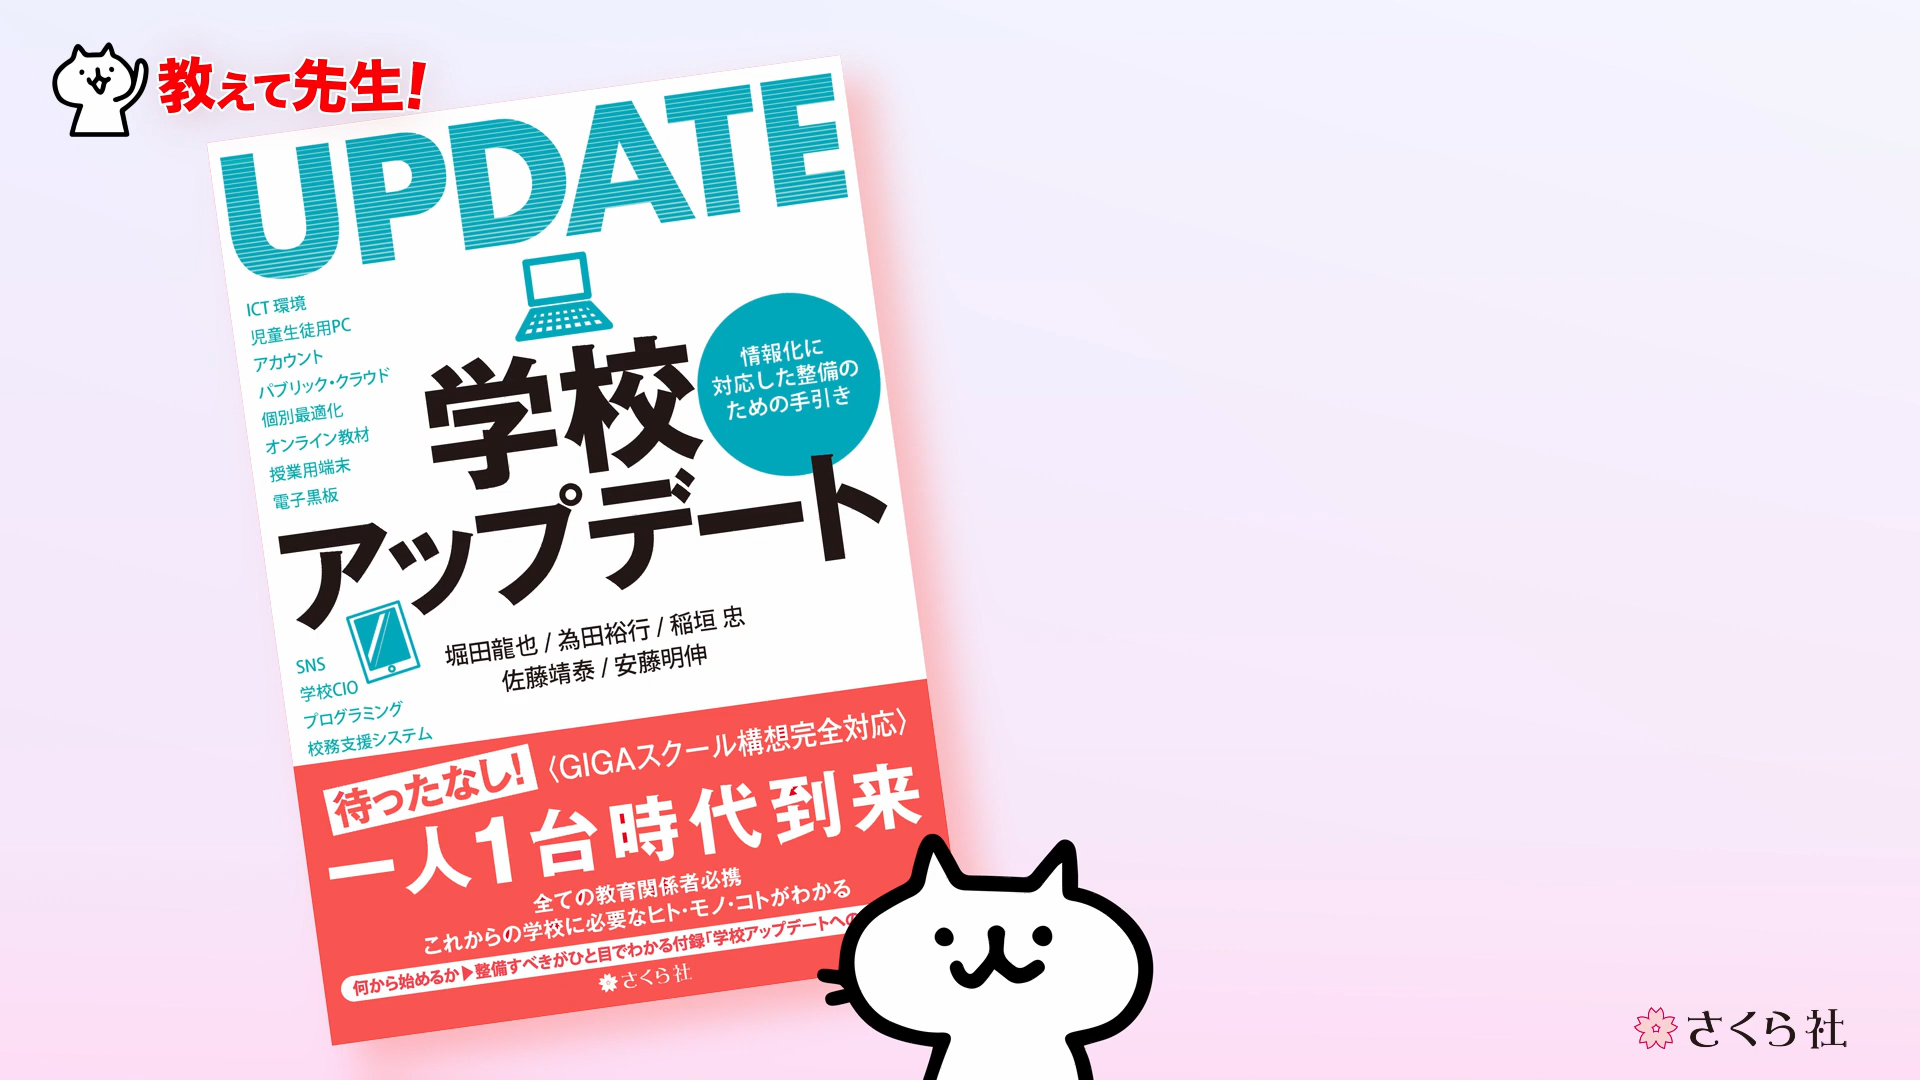 教えて先生!
UPDATE
ICT 環境
児童生徒用PC
アカウント
パブリック・クラウド
個別最適化
オンライン教材
授業用端末
電子黒板
情報化に
対応した整備の
ための手引き
学校
アップデート
SNS
学校CIO
プログラミング
校務支援システム
堀田龍也 / 為田裕行 / 稲垣 忠
佐藤靖泰 / 安藤明伸
待ったなし! 〈GIGAスクール構想完全対応〉
一人1台時代到来
全ての教育関係者必携
これからの学校に必要なヒト・モノ・コトがわかる
何から始めるか▶整備すべきがひと目でわかる付録「学校アップデートへの
さくら社
さくら社